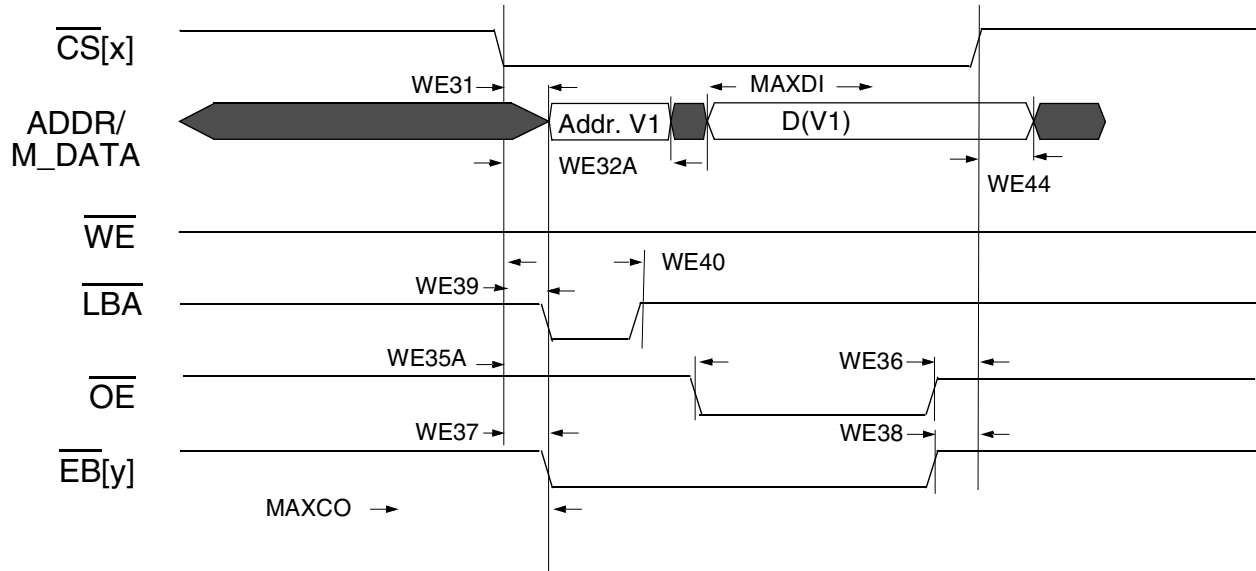 CS[x]
WE31
MAXDI
ADDR/
M_DATA
Addr. V1
D(V1)
WE32A
WE44
WE
WE40
WE39
LBA
WE35A
WE36
OE
WE37
WE38
EB[y]
MAXCO